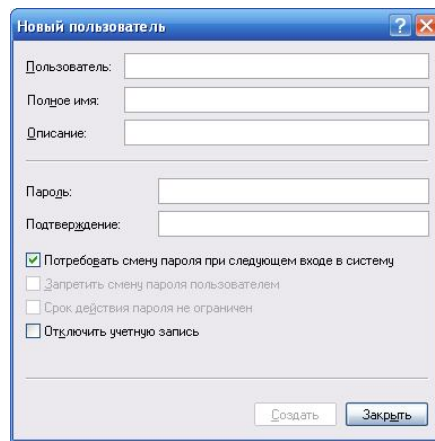 Новый пользователь
Пользователь:
Полное имя:
Описание:
Пароль:
Подтверждение:
Потребовать смену пароля при следующем входе в систему
Запретить смену пароля пользователем
Срок действия пароля не ограничен
Отключить учетную запись
Создать Закрыть